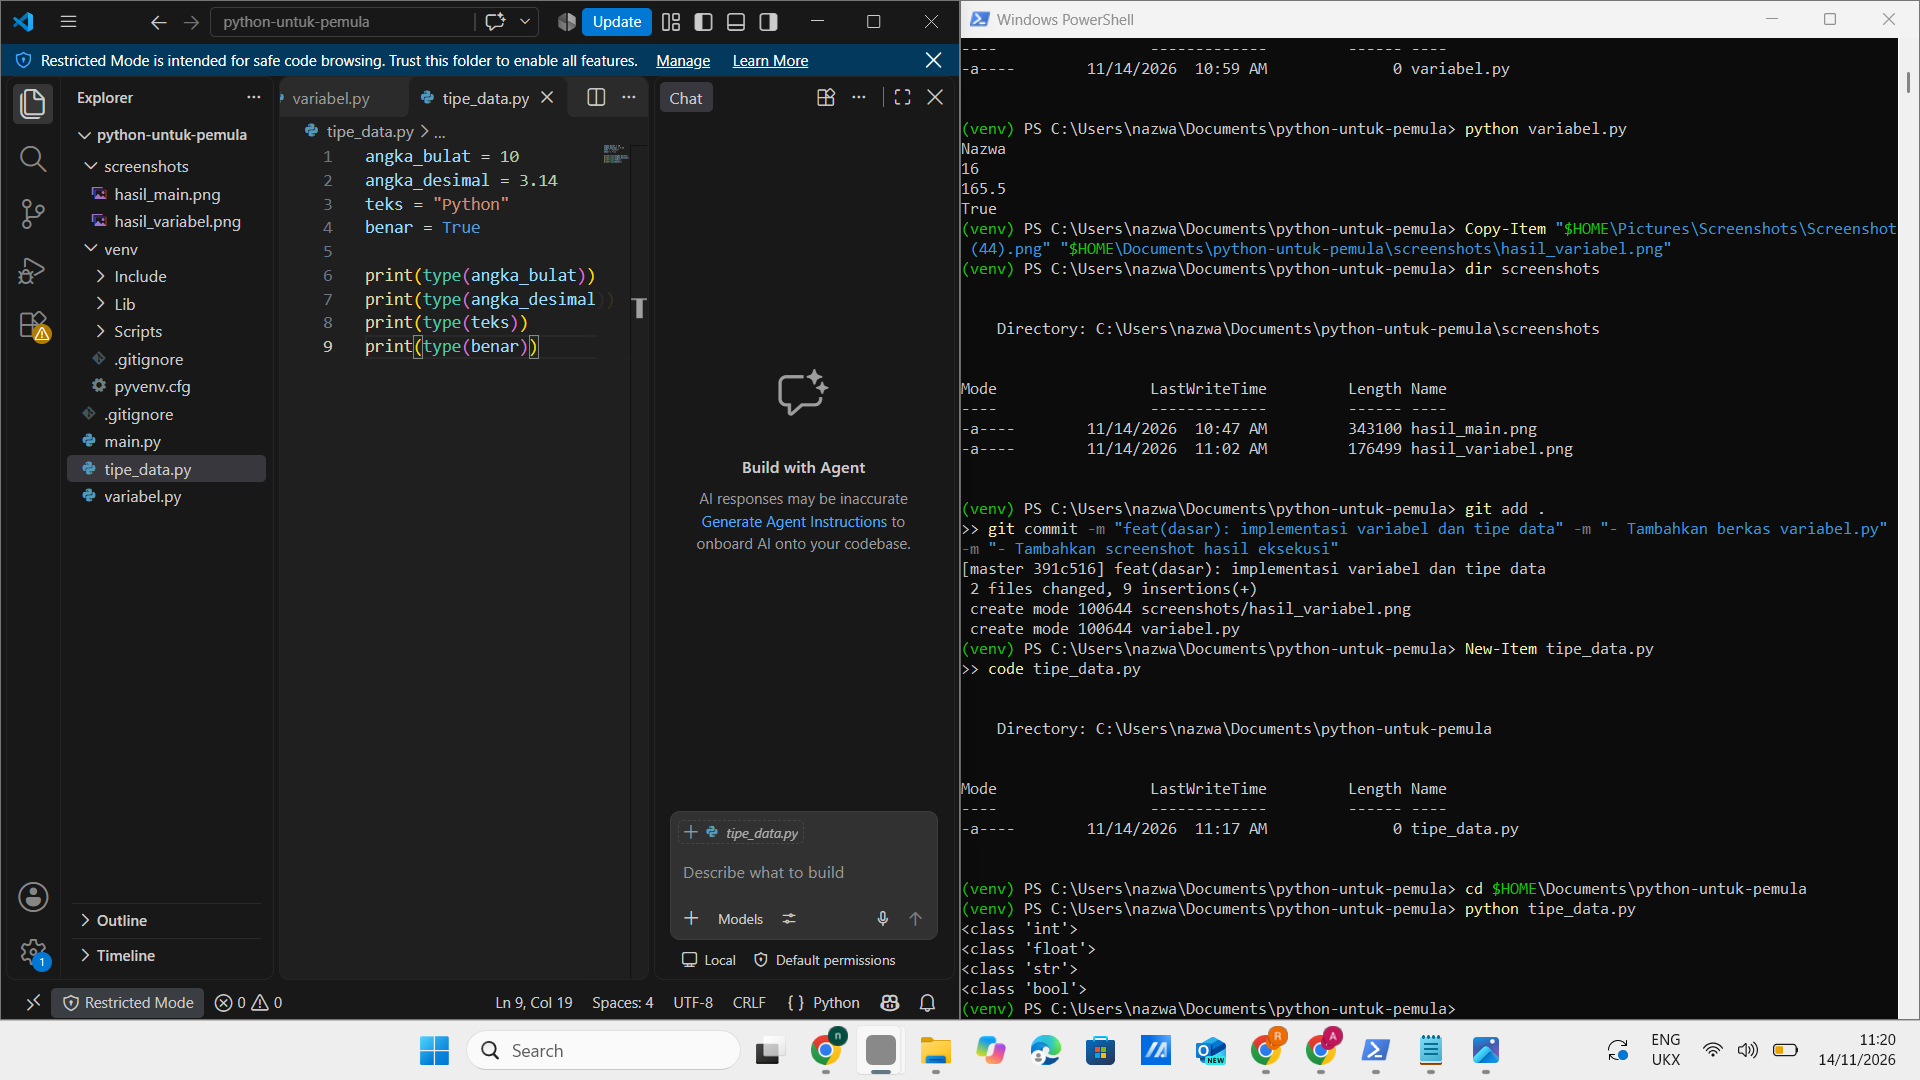 python-untuk-pemula
Update
Restricted Mode is intended for safe code browsing. Trust this folder to enable all features.
Manage
Learn More
Explorer
python-untuk-pemula
screenshots
hasil_main.png
hasil_variabel.png
venv
Include
Lib
Scripts
.gitignore
pyvenv.cfg
.gitignore
main.py
tipe_data.py
variabel.py
Outline
Timeline
variabel.py
tipe_data.py
tipe_data.py > ...
1 angka_bulat = 10
2 angka_desimal = 3.14
3 teks = "Python"
4 benar = True
5
6 print(type(angka_bulat))
7 print(type(angka_desimal))
8 print(type(teks))
9 print(type(benar))
Chat
Build with Agent
AI responses may be inaccurate
Generate Agent Instructions to
onboard AI onto your codebase.
tipe_data.py
Describe what to build
Models
Local
Default permissions
1
Restricted Mode
0
0
Ln 9, Col 19
Spaces: 4
UTF-8
CRLF
{ } Python
Windows PowerShell
---- ------------- ------ ----
-a---- 11/14/2026 10:59 AM 0 variabel.py
(venv) PS C:\Users\nazwa\Documents\python-untuk-pemula> python variabel.py
Nazwa
16
165.5
True
(venv) PS C:\Users\nazwa\Documents\python-untuk-pemula> Copy-Item "$HOME\Pictures\Screenshots\Screenshot
(44).png" "$HOME\Documents\python-untuk-pemula\screenshots\hasil_variabel.png"
(venv) PS C:\Users\nazwa\Documents\python-untuk-pemula> dir screenshots
Directory: C:\Users\nazwa\Documents\python-untuk-pemula\screenshots
Mode LastWriteTime Length Name
---- ------------- ------ ----
-a---- 11/14/2026 10:47 AM 343100 hasil_main.png
-a---- 11/14/2026 11:02 AM 176499 hasil_variabel.png
(venv) PS C:\Users\nazwa\Documents\python-untuk-pemula> git add .
>> git commit -m "feat(dasar): implementasi variabel dan tipe data" -m "- Tambahkan berkas variabel.py"
-m "- Tambahkan screenshot hasil eksekusi"
[master 391c516] feat(dasar): implementasi variabel dan tipe data
2 files changed, 9 insertions(+)
create mode 100644 screenshots/hasil_variabel.png
create mode 100644 variabel.py
(venv) PS C:\Users\nazwa\Documents\python-untuk-pemula> New-Item tipe_data.py
>> code tipe_data.py
Directory: C:\Users\nazwa\Documents\python-untuk-pemula
Mode LastWriteTime Length Name
---- ------------- ------ ----
-a---- 11/14/2026 11:17 AM 0 tipe_data.py
(venv) PS C:\Users\nazwa\Documents\python-untuk-pemula> cd $HOME\Documents\python-untuk-pemula
(venv) PS C:\Users\nazwa\Documents\python-untuk-pemula> python tipe_data.py
<class 'int'>
<class 'float'>
<class 'str'>
<class 'bool'>
(venv) PS C:\Users\nazwa\Documents\python-untuk-pemula>
Search
n
NEW
R
A
ENG
UKX
11:20
14/11/2026